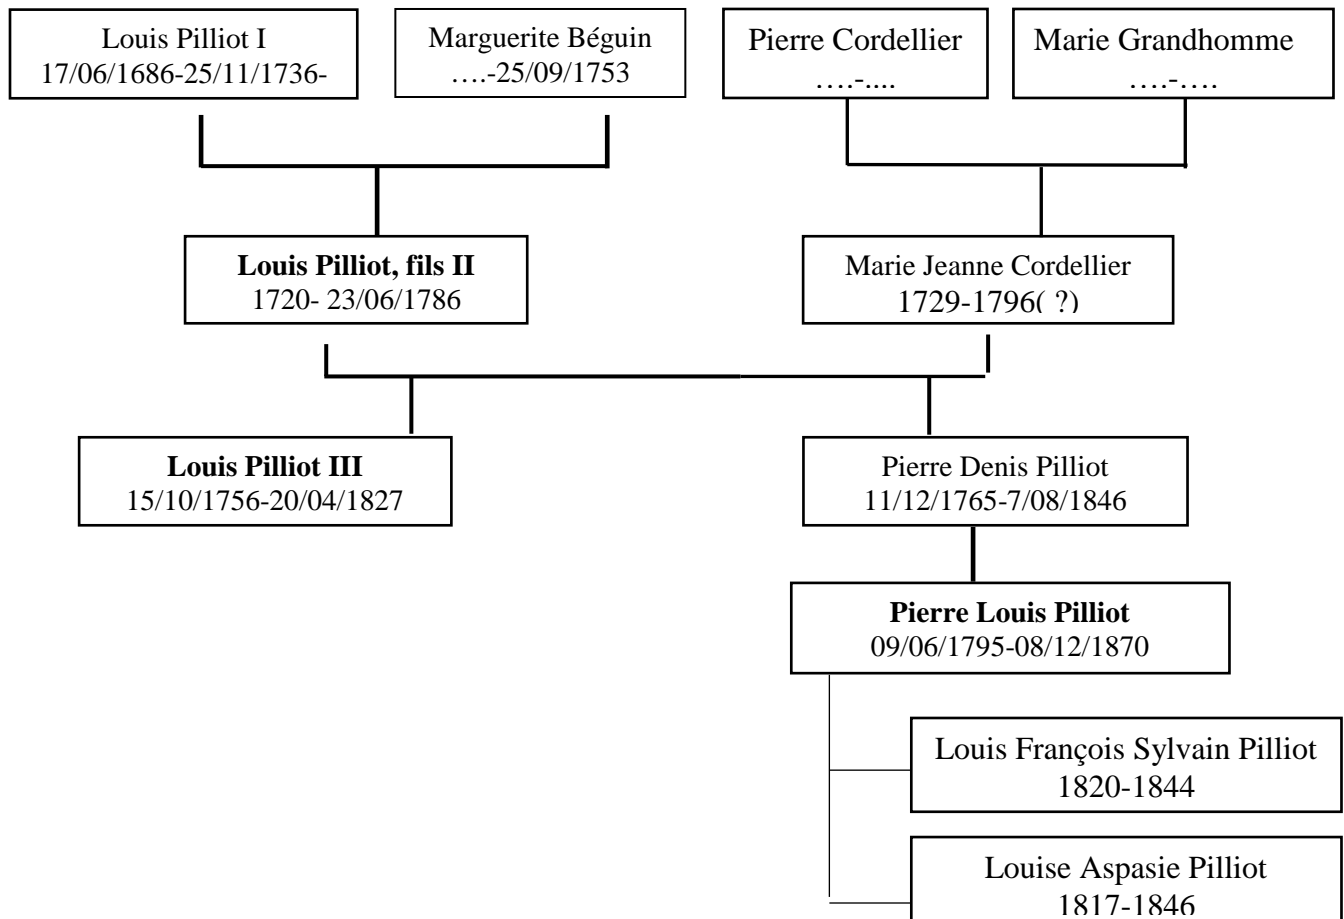 Louis Pilliot I
17/06/1686-25/11/1736-
Marguerite Béguin
….-25/09/1753
Pierre Cordellier
….-....
Marie Grandhomme
….-….
Louis Pilliot, fils II
1720- 23/06/1786
Marie Jeanne Cordellier
1729-1796( ?)
Louis Pilliot III
15/10/1756-20/04/1827
Pierre Denis Pilliot
11/12/1765-7/08/1846
Pierre Louis Pilliot
09/06/1795-08/12/1870
Louis François Sylvain Pilliot
1820-1844
Louise Aspasie Pilliot
1817-1846